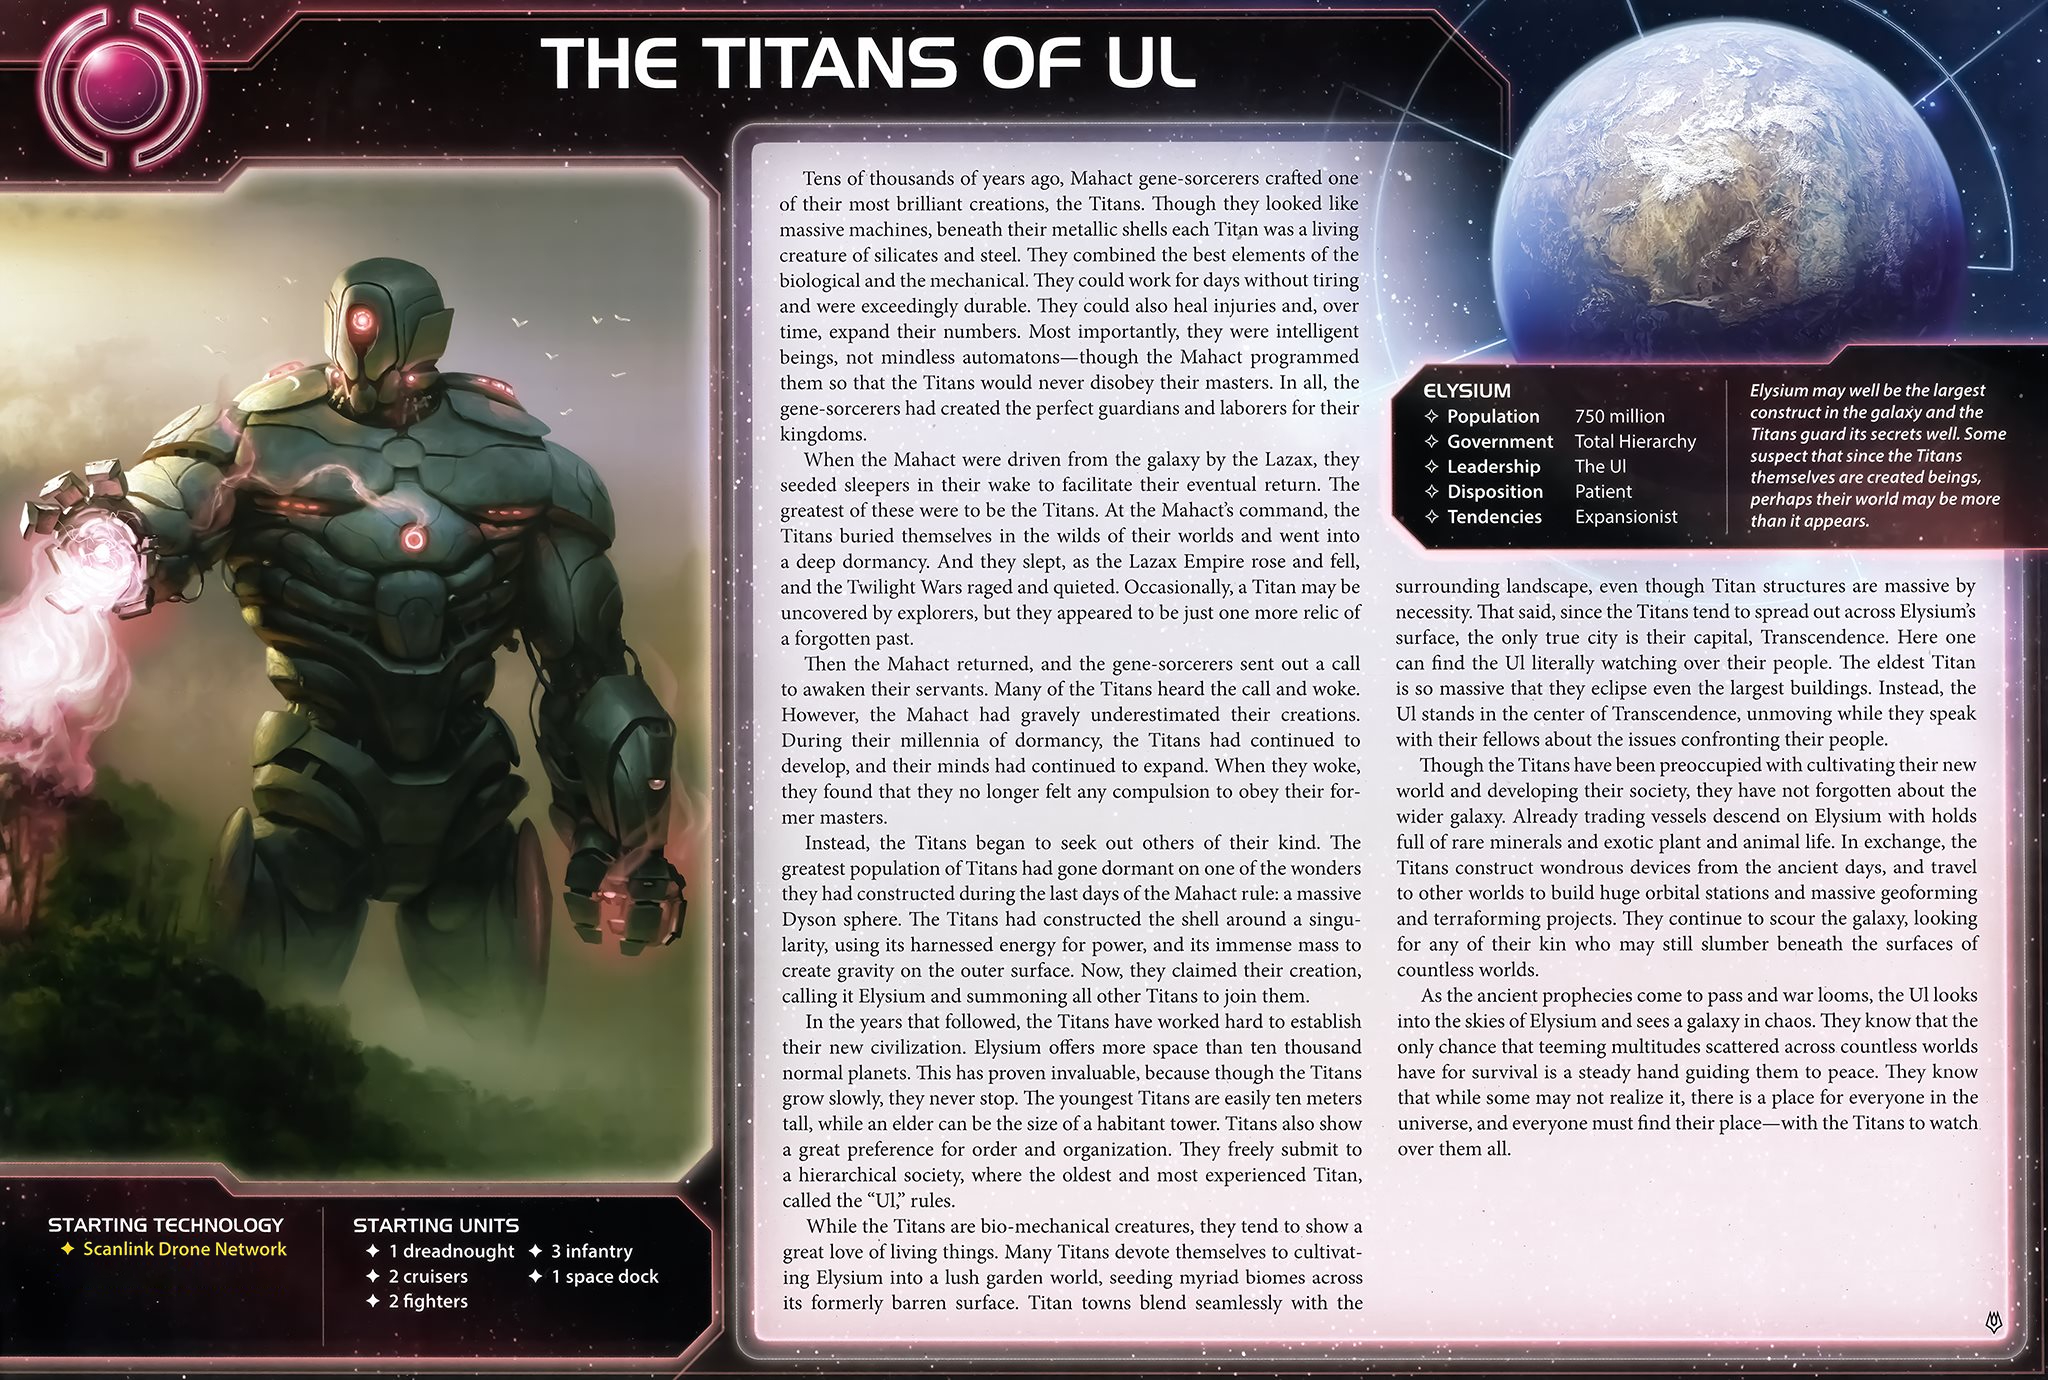 THE TITANS OF UL
Tens of thousands of years ago, Mahact gene-sorcerers crafted one
of their most brilliant creations, the Titans. Though they looked like
massive machines, beneath their metallic shells each Titan was a living
creature of silicates and steel. They combined the best elements of the
biological and the mechanical. They could work for days without tiring
and were exceedingly durable. They could also heal injuries and, over
time, expand their numbers. Most importantly, they were intelligent
beings, not mindless automatons—though the Mahact programmed
them so that the Titans would never disobey their masters. In all, the
gene-sorcerers had created the perfect guardians and laborers for their
kingdoms.
When the Mahact were driven from the galaxy by the Lazax, they
seeded sleepers in their wake to facilitate their eventual return. The
greatest of these were to be the Titans. At the Mahact's command, the
Titans buried themselves in the wilds of their worlds and went into
a deep dormancy. And they slept, as the Lazax Empire rose and fell,
and the Twilight Wars raged and quieted. Occasionally, a Titan may be
uncovered by explorers, but they appeared to be just one more relic of
a forgotten past.
Then the Mahact returned, and the gene-sorcerers sent out a call
to awaken their servants. Many of the Titans heard the call and woke.
However, the Mahact had gravely underestimated their creations.
During their millennia of dormancy, the Titans had continued to
develop, and their minds had continued to expand. When they woke,
they found that they no longer felt any compulsion to obey their for-
mer masters.
Instead, the Titans began to seek out others of their kind. The
greatest population of Titans had gone dormant on one of the wonders
they had constructed during the last days of the Mahact rule: a massive
Dyson sphere. The Titans had constructed the shell around a singu-
larity, using its harnessed energy for power, and its immense mass to
create gravity on the outer surface. Now, they claimed their creation,
calling it Elysium and summoning all other Titans to join them.
In the years that followed, the Titans have worked hard to establish
their new civilization. Elysium offers more space than ten thousand
normal planets. This has proven invaluable, because though the Titans
grow slowly, they never stop. The youngest Titans are easily ten meters
tall, while an elder can be the size of a habitant tower. Titans also show
a great preference for order and organization. They freely submit to
a hierarchical society, where the oldest and most experienced Titan,
called the “Ul,” rules.
While the Titans are bio-mechanical creatures, they tend to show a
great love of living things. Many Titans devote themselves to cultivat-
ing Elysium into a lush garden world, seeding myriad biomes across
its formerly barren surface. Titan towns blend seamlessly with the
ELYSIUM
Population 750 million
Government Total Hierarchy
Leadership The Ul
Disposition Patient
Tendencies Expansionist
Elysium may well be the largest
construct in the galaxy and the
Titans guard its secrets well. Some
suspect that since the Titans
themselves are created beings,
perhaps their world may be more
than it appears.
surrounding landscape, even though Titan structures are massive by
necessity. That said, since the Titans tend to spread out across Elysium's
surface, the only true city is their capital, Transcendence. Here one
can find the Ul literally watching over their people. The eldest Titan
is so massive that they eclipse even the largest buildings. Instead, the
Ul stands in the center of Transcendence, unmoving while they speak
with their fellows about the issues confronting their people.
Though the Titans have been preoccupied with cultivating their new
world and developing their society, they have not forgotten about the
wider galaxy. Already trading vessels descend on Elysium with holds
full of rare minerals and exotic plant and animal life. In exchange, the
Titans construct wondrous devices from the ancient days, and travel
to other worlds to build huge orbital stations and massive geoforming
and terraforming projects. They continue to scour the galaxy, looking
for any of their kin who may still slumber beneath the surfaces of
countless worlds.
As the ancient prophecies come to pass and war looms, the Ul looks
into the skies of Elysium and sees a galaxy in chaos. They know that the
only chance that teeming multitudes scattered across countless worlds
have for survival is a steady hand guiding them to peace. They know
that while some may not realize it, there is a place for everyone in the
universe, and everyone must find their place—with the Titans to watch
over them all.
STARTING TECHNOLOGY
Scanlink Drone Network
STARTING UNITS
1 dreadnought
2 cruisers
2 fighters
3 infantry
1 space dock